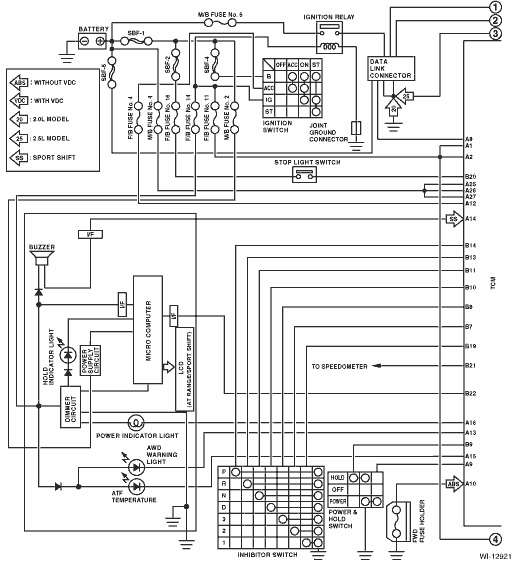 M/B FUSE No. 5
IGNITION RELAY
1
BATTERY
SBF-1
2
3
DATA
LINK
CONNECTOR
SBF-5
SBF-2
SBF-4
OFF ACC ON ST
B
ACC
IG
ST
IGNITION
SWITCH
JOINT
GROUND
CONNECTOR
25
20
ABS : WITHOUT VDC
VDC : WITH VDC
20 : 2.0L MODEL
25 : 2.5L MODEL
SS : SPORT SHIFT
F/B FUSE No. 4
M/B FUSE No. 4
F/B FUSE No. 16
F/B FUSE No. 14
F/B FUSE No. 11
M/B FUSE No. 2
STOP LIGHT SWITCH
A9
A1
A2
B20
A25
A26
A27
A12
SS A14
I/F
BUZZER
B14
B13
B11
B10
B8
B7
B19
TCM
I/F
MICRO COMPUTER
I/F
HOLD
INDICATOR LIGHT
POWER
SUPPLY
CIRCUIT
LCD
(AT RANGE/SPORT SHIFT)
TO SPEEDOMETER
B21
B22
DIMMER
CIRCUIT
POWER INDICATOR LIGHT
A16
A13
B9
A15
A9
ABS A10
AWD
WARNING
LIGHT
ATF
TEMPERATURE
P
R
N
D
3
2
1
INHIBITOR SWITCH
HOLD
OFF
POWER
POWER &
HOLD SWITCH
FWD
FUSE HOLDER
4
WI-12921